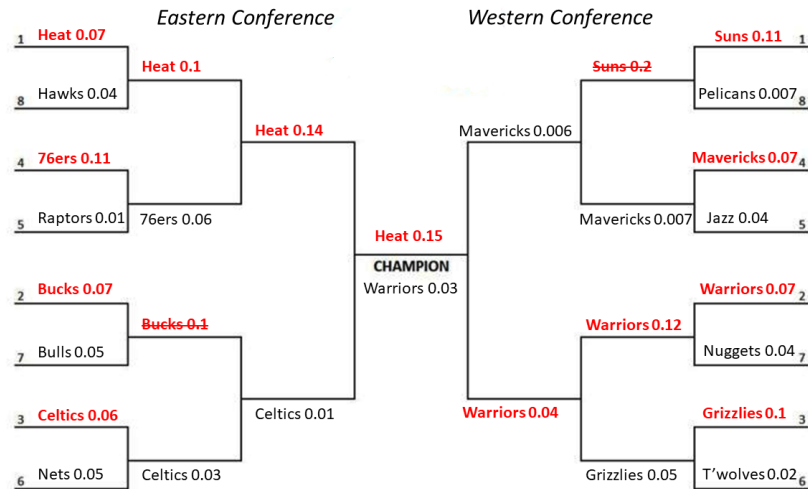 Eastern Conference
Western Conference
1 Heat 0.07
8 Hawks 0.04
4 76ers 0.11
5 Raptors 0.01
2 Bucks 0.07
7 Bulls 0.05
3 Celtics 0.06
6 Nets 0.05
Heat 0.1
76ers 0.06
Bucks 0.1
Celtics 0.03
Heat 0.14
Celtics 0.01
Heat 0.15
CHAMPION
Warriors 0.03
Mavericks 0.006
Warriors 0.04
Suns 0.2
Mavericks 0.007
Warriors 0.12
Grizzlies 0.05
Suns 0.11 1
Pelicans 0.007 8
Mavericks 0.07 4
Jazz 0.04 5
Warriors 0.07 2
Nuggets 0.04 7
Grizzlies 0.1 3
T'wolves 0.02 6